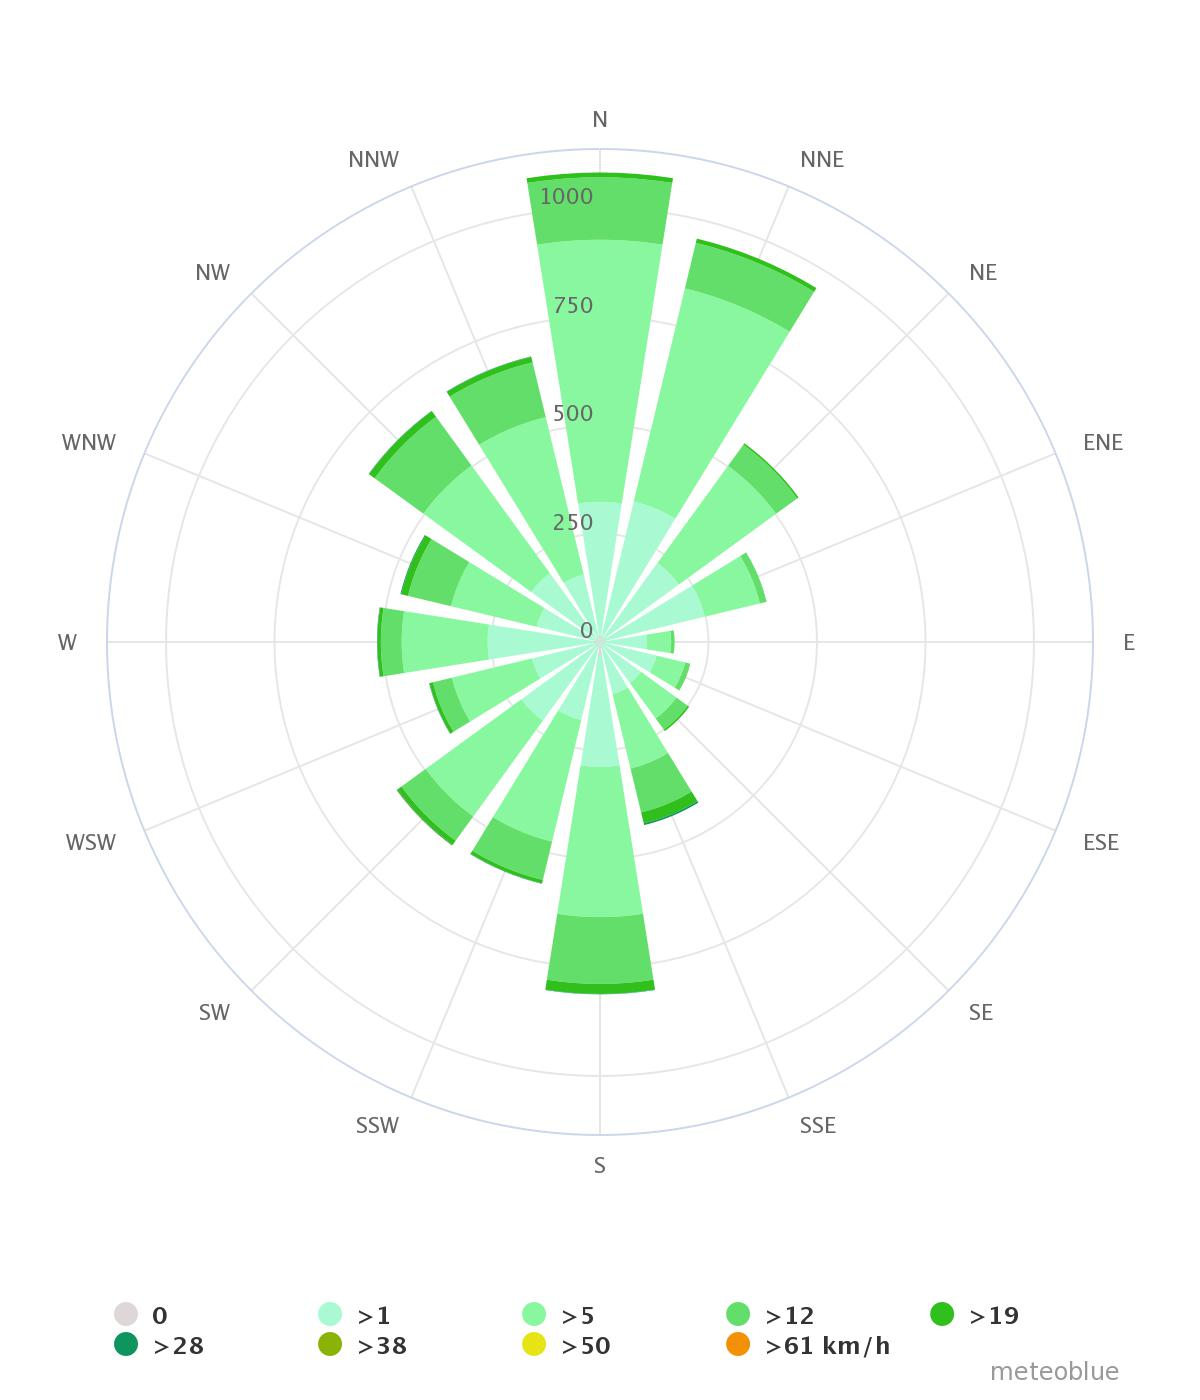 N
NNW
NNE
1000
NW
NE
750
500
WNW
ENE
250
0
W
E
WSW
ESE
SW
SE
SSW
SSE
S
0
>1
>5
>12
>19
>28
>38
>50
>61 km/h
meteoblue